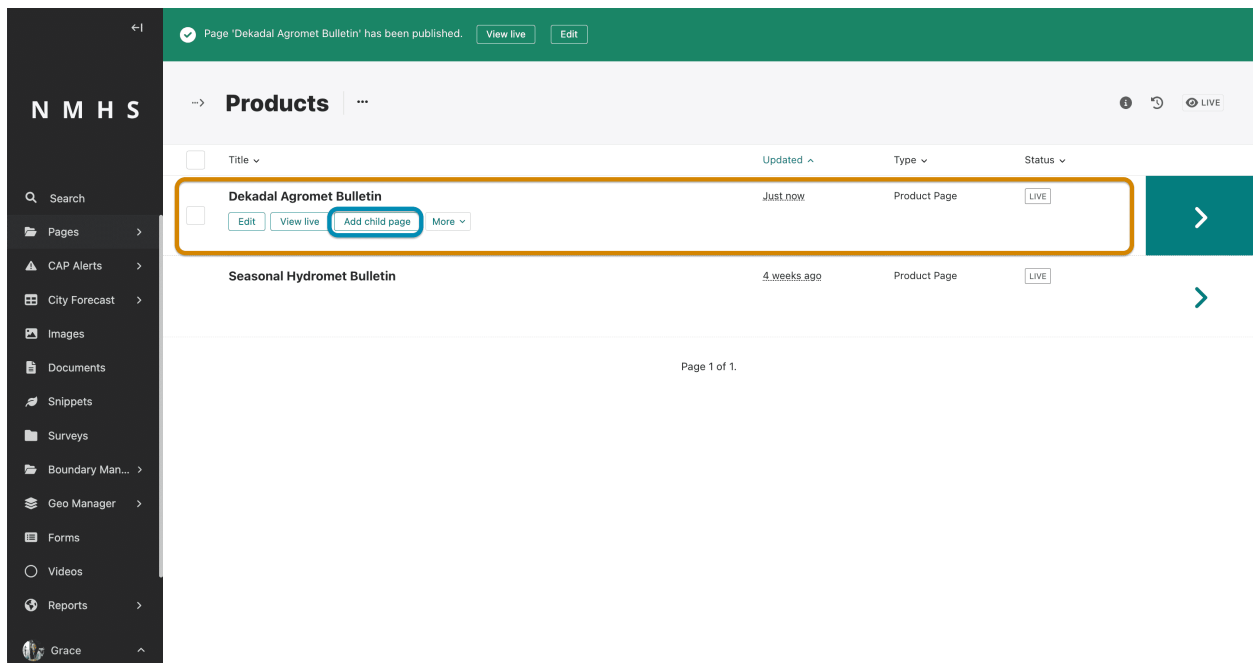 Page 'Dekadal Agromet Bulletin' has been published. View live Edit
N M H S
Products
LIVE
Title Updated Type Status
Search
Pages
CAP Alerts
City Forecast
Images
Documents
Snippets
Surveys
Boundary Man...
Geo Manager
Forms
Videos
Reports
Grace
Dekadal Agromet Bulletin Just now Product Page LIVE
Edit View live Add child page More
Seasonal Hydromet Bulletin 4 weeks ago Product Page LIVE
Page 1 of 1.